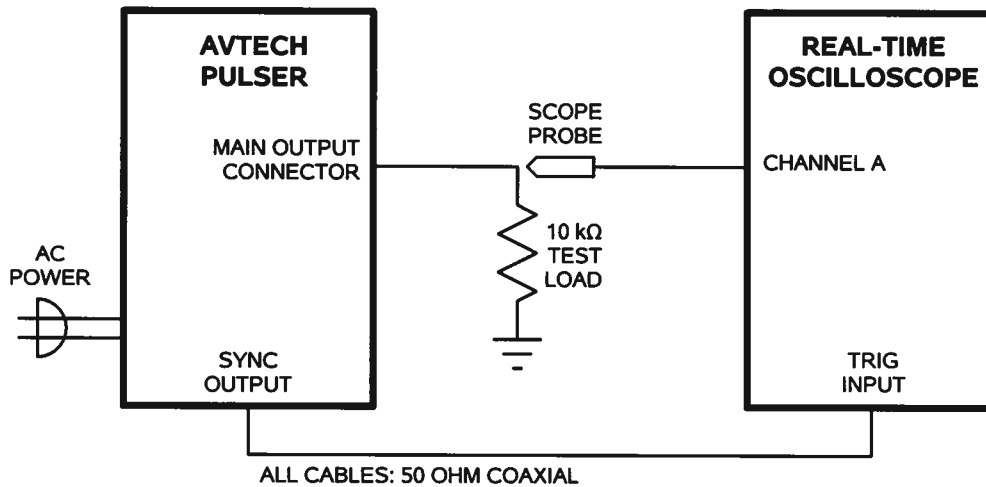 AVTECH
PULSER
REAL-TIME
OSCILLOSCOPE
SCOPE
PROBE
MAIN OUTPUT
CONNECTOR
CHANNEL A
10 kΩ
TEST
LOAD
AC
POWER
SYNC
OUTPUT
TRIG
INPUT
ALL CABLES: 50 OHM COAXIAL